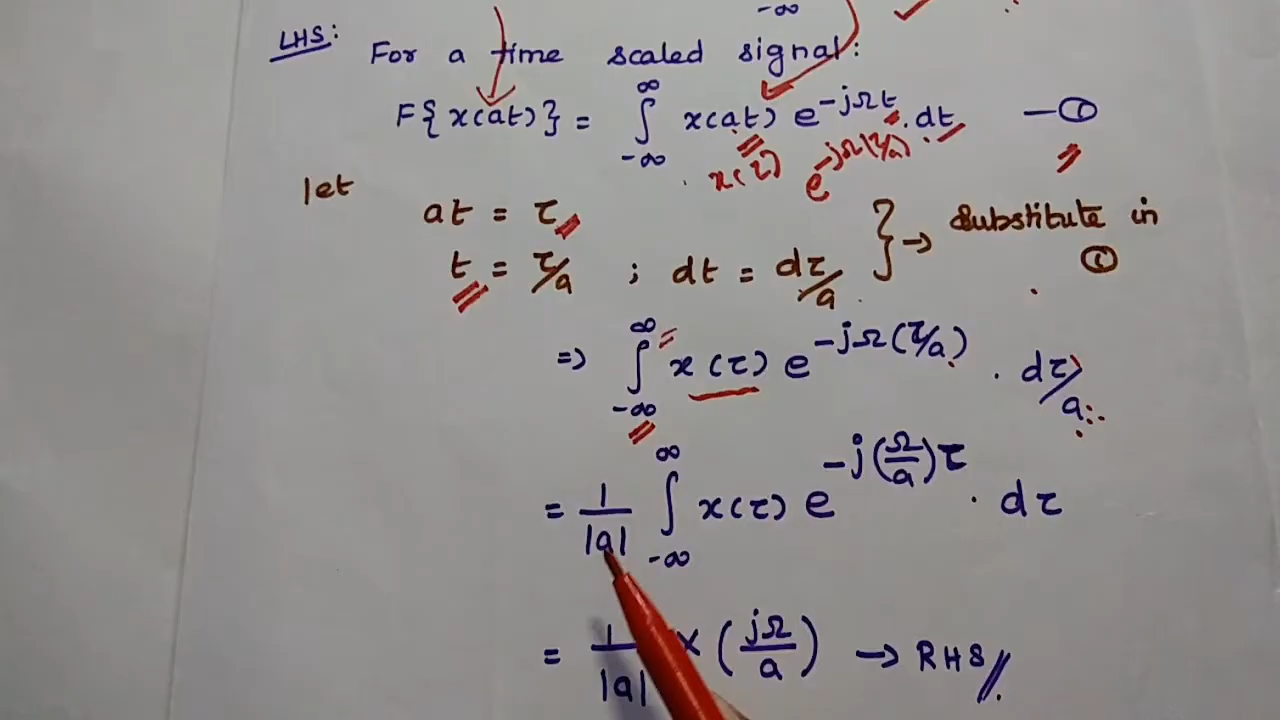 -∞
LHS: For a time scaled signal:
F{x(at)} = ∫_{-∞}^{∞} x(at) e^{-jΩt} . dt — ①
x(τ) e^{-jΩ(τ/a)}
let
at = τ
t = τ/a ; dt = dτ/a } → Substitute in ①
⇒ ∫_{-∞}^{∞} x(τ) e^{-jΩ(τ/a)} . dτ/a
= 1/|a| ∫_{-∞}^{∞} x(τ) e^{-j(Ω/a)τ} . dτ
= 1/|a| X(jΩ/a) → RHS //